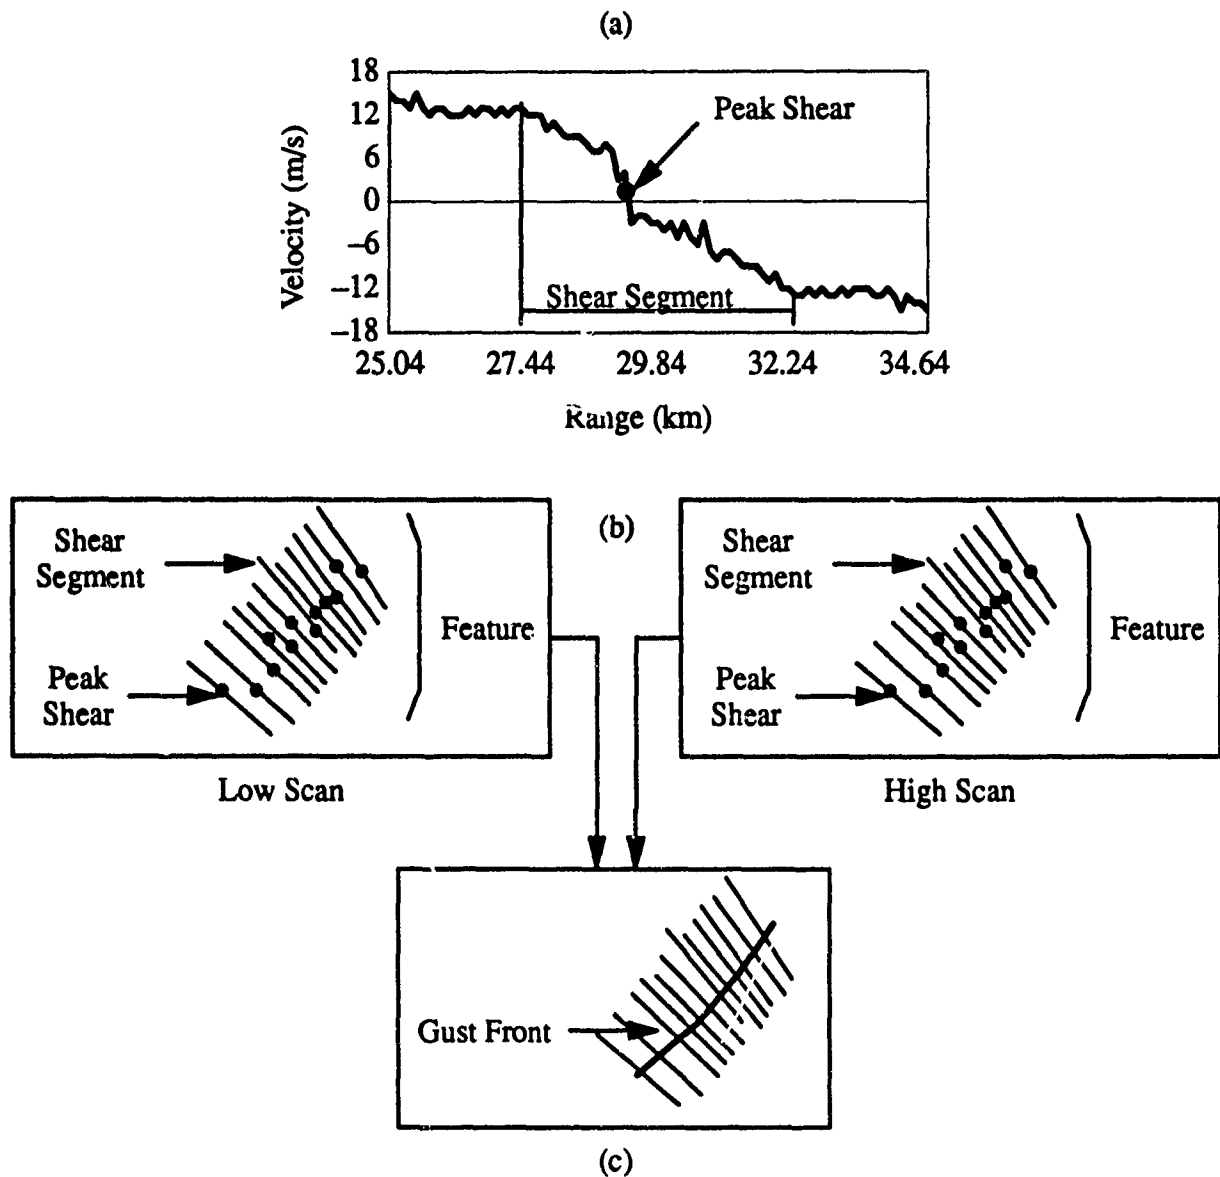 (a)
18
12
6
0
−6
−12
−18
Velocity (m/s)
Peak Shear
Shear Segment
25.04 27.44 29.84 32.24 34.64
Range (km)
(b)
Shear
Segment
Peak
Shear
Feature
Low Scan
Shear
Segment
Peak
Shear
Feature
High Scan
Gust Front
(c)